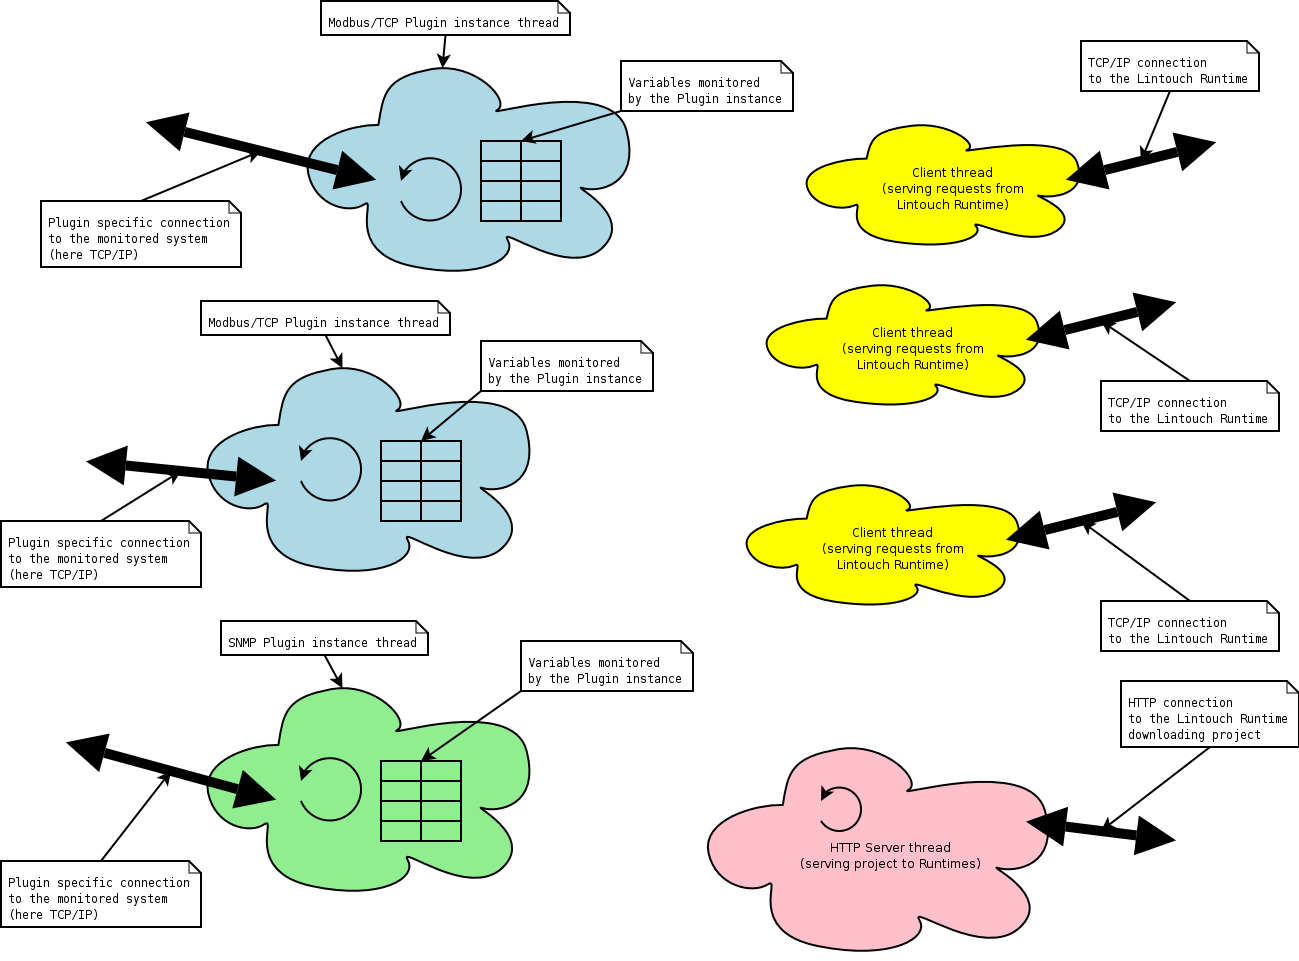 Modbus/TCP Plugin instance thread
Variables monitored
by the Plugin instance
TCP/IP connection
to the Lintouch Runtime
Client thread
(serving requests from
Lintouch Runtime)
Plugin specific connection
to the monitored system
(here TCP/IP)
Modbus/TCP Plugin instance thread
Variables monitored
by the Plugin instance
Client thread
(serving requests from
Lintouch Runtime)
TCP/IP connection
to the Lintouch Runtime
Plugin specific connection
to the monitored system
(here TCP/IP)
Client thread
(serving requests from
Lintouch Runtime)
TCP/IP connection
to the Lintouch Runtime
SNMP Plugin instance thread
Variables monitored
by the Plugin instance
HTTP connection
to the Lintouch Runtime
downloading project
HTTP Server thread
(serving project to Runtimes)
Plugin specific connection
to the monitored system
(here TCP/IP)